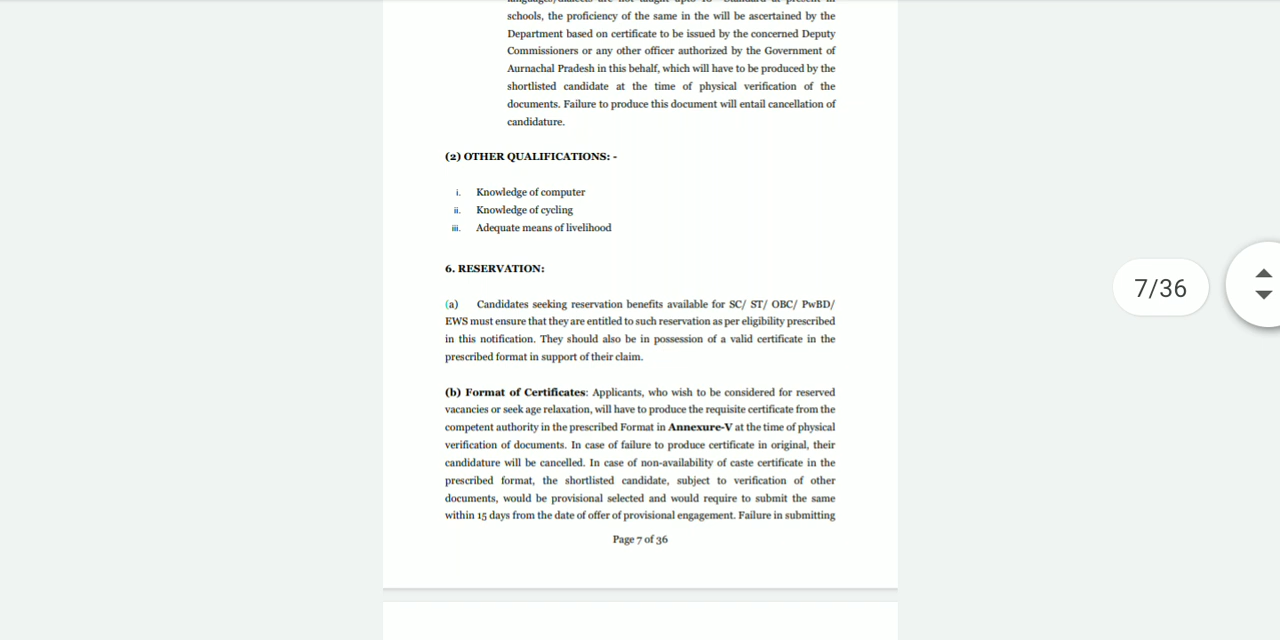 schools, the proficiency of the same in the will be ascertained by the
Department based on certificate to be issued by the concerned Deputy
Commissioners or any other officer authorized by the Government of
Aurnachal Pradesh in this behalf, which will have to be produced by the
shortlisted candidate at the time of physical verification of the
documents. Failure to produce this document will entail cancellation of
candidature.
(2) OTHER QUALIFICATIONS: -
i. Knowledge of computer
ii. Knowledge of cycling
iii. Adequate means of livelihood
6. RESERVATION:
(a) Candidates seeking reservation benefits available for SC/ ST/ OBC/ PwBD/
EWS must ensure that they are entitled to such reservation as per eligibility prescribed
in this notification. They should also be in possession of a valid certificate in the
prescribed format in support of their claim.
(b) Format of Certificates: Applicants, who wish to be considered for reserved
vacancies or seek age relaxation, will have to produce the requisite certificate from the
competent authority in the prescribed Format in Annexure-V at the time of physical
verification of documents. In case of failure to produce certificate in original, their
candidature will be cancelled. In case of non-availability of caste certificate in the
prescribed format, the shortlisted candidate, subject to verification of other
documents, would be provisional selected and would require to submit the same
within 15 days from the date of offer of provisional engagement. Failure in submitting
Page 7 of 36
7/36